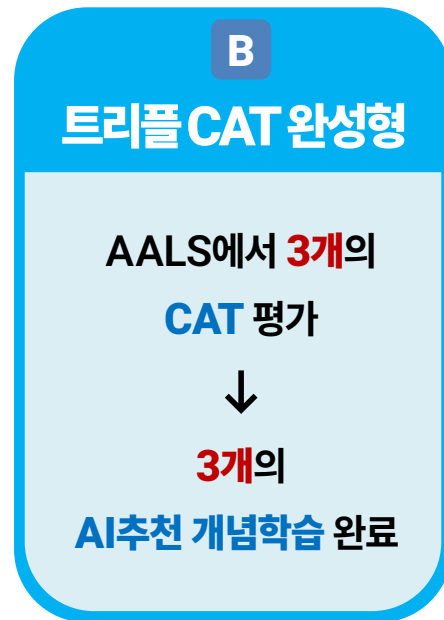 B
트리플 CAT 완성형
AALS에서 3개의
CAT 평가
↓
3개의
AI추천 개념학습 완료